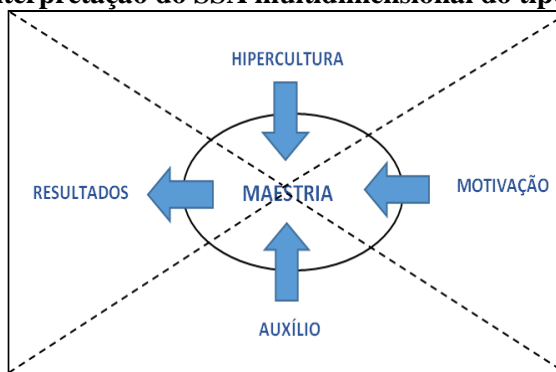 terpretação do SSA multidimensional do tip
HIPERCULTURA
RESULTADOS
MAESTRIA
MOTIVAÇÃO
AUXÍLIO